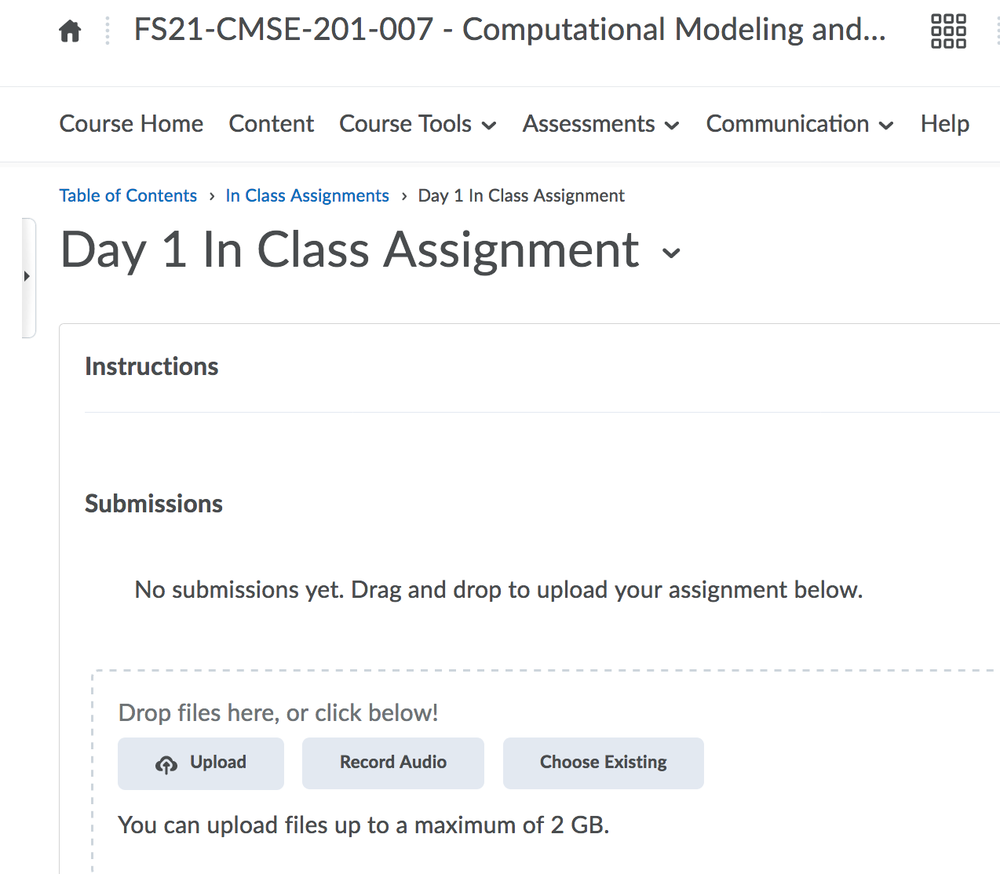 FS21-CMSE-201-007 - Computational Modeling and...
Course Home Content Course Tools Assessments Communication Help
Table of Contents › In Class Assignments › Day 1 In Class Assignment
Day 1 In Class Assignment
Instructions
Submissions
No submissions yet. Drag and drop to upload your assignment below.
Drop files here, or click below!
Upload Record Audio Choose Existing
You can upload files up to a maximum of 2 GB.